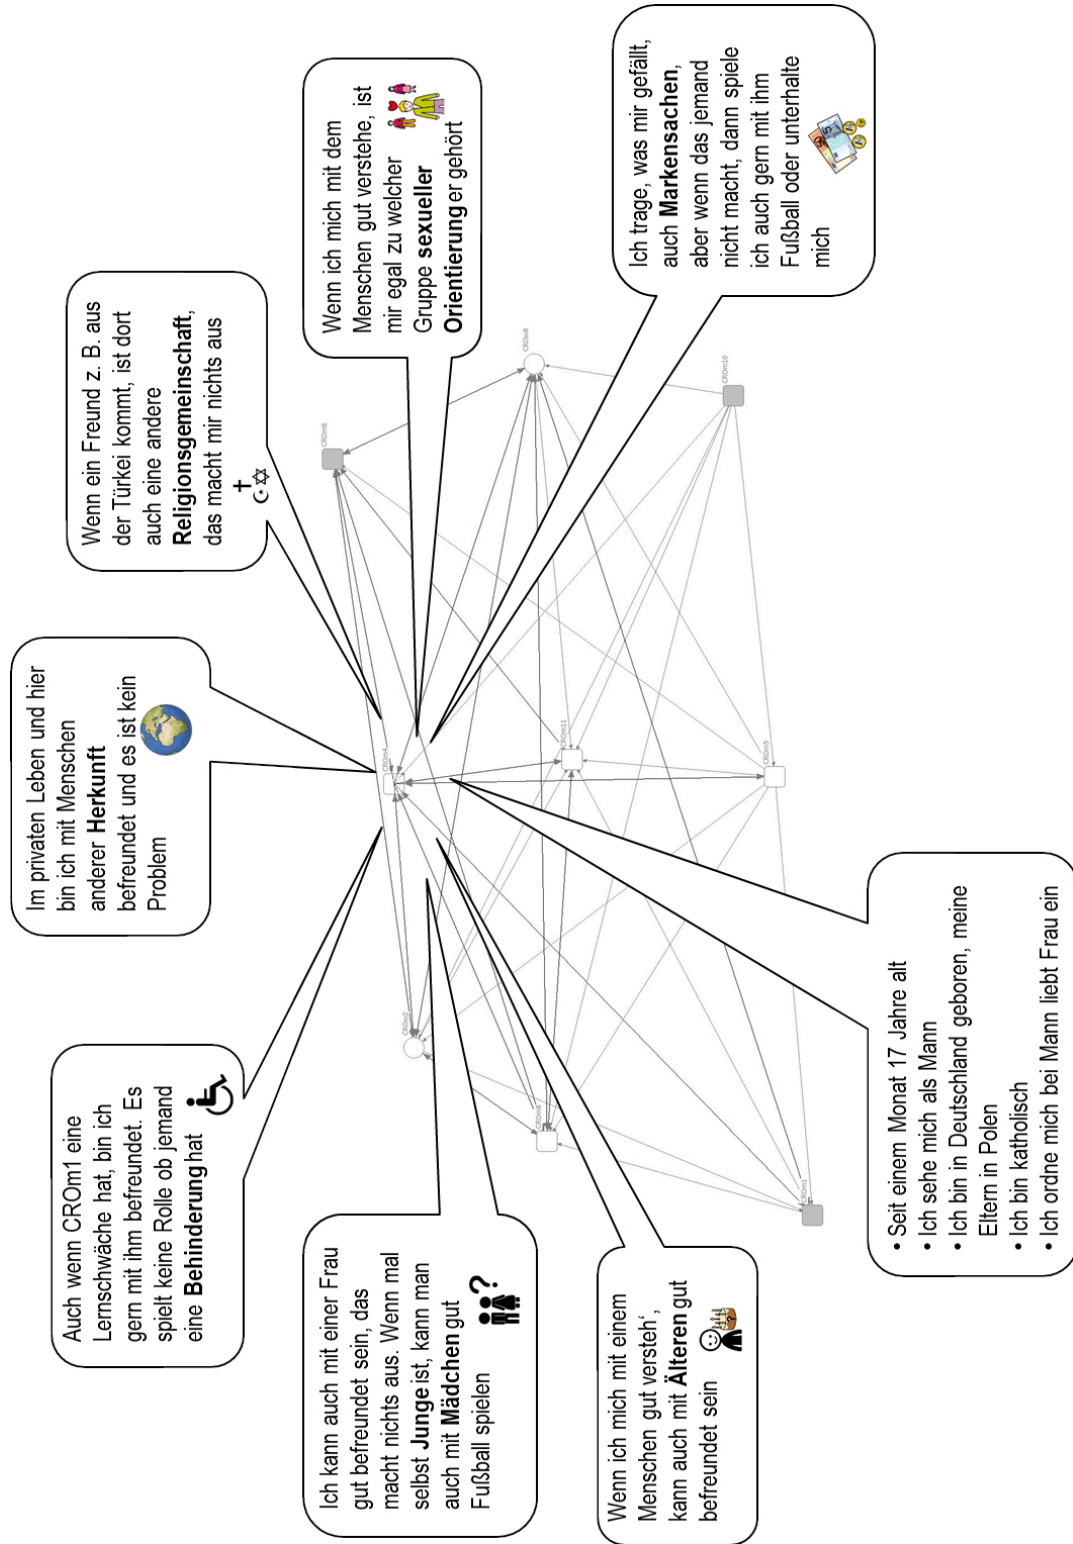 Auch wenn CROm1 eine
Lernschwäche hat, bin ich
gern mit ihm befreundet. Es
spielt keine Rolle ob jemand
eine Behinderung hat
Im privaten Leben und hier
bin ich mit Menschen
anderer Herkunft
befreundet und es ist kein
Problem
Wenn ein Freund z. B. aus
der Türkei kommt, ist dort
auch eine andere
Religionsgemeinschaft,
das macht mir nichts aus
Wenn ich mich mit dem
Menschen gut verstehe, ist
mir egal zu welcher
Gruppe sexueller
Orientierung er gehört
Ich kann auch mit einer Frau
gut befreundet sein, das
macht nichts aus. Wenn mal
selbst Junge ist, kann man
auch mit Mädchen gut
Fußball spielen
Wenn ich mich mit einem
Menschen gut versteh‘,
kann auch mit Älteren gut
befreundet sein
Ich trage, was mir gefällt,
auch Markensachen,
aber wenn das jemand
nicht macht, dann spiele
ich auch gern mit ihm
Fußball oder unterhalte
mich
• Seit einem Monat 17 Jahre alt
• Ich sehe mich als Mann
• Ich bin in Deutschland geboren, meine
Eltern in Polen
• Ich bin katholisch
• Ich ordne mich bei Mann liebt Frau ein
CROm6
CROm4
CROw2
CROm11
CROm10
CROm5
CROm1